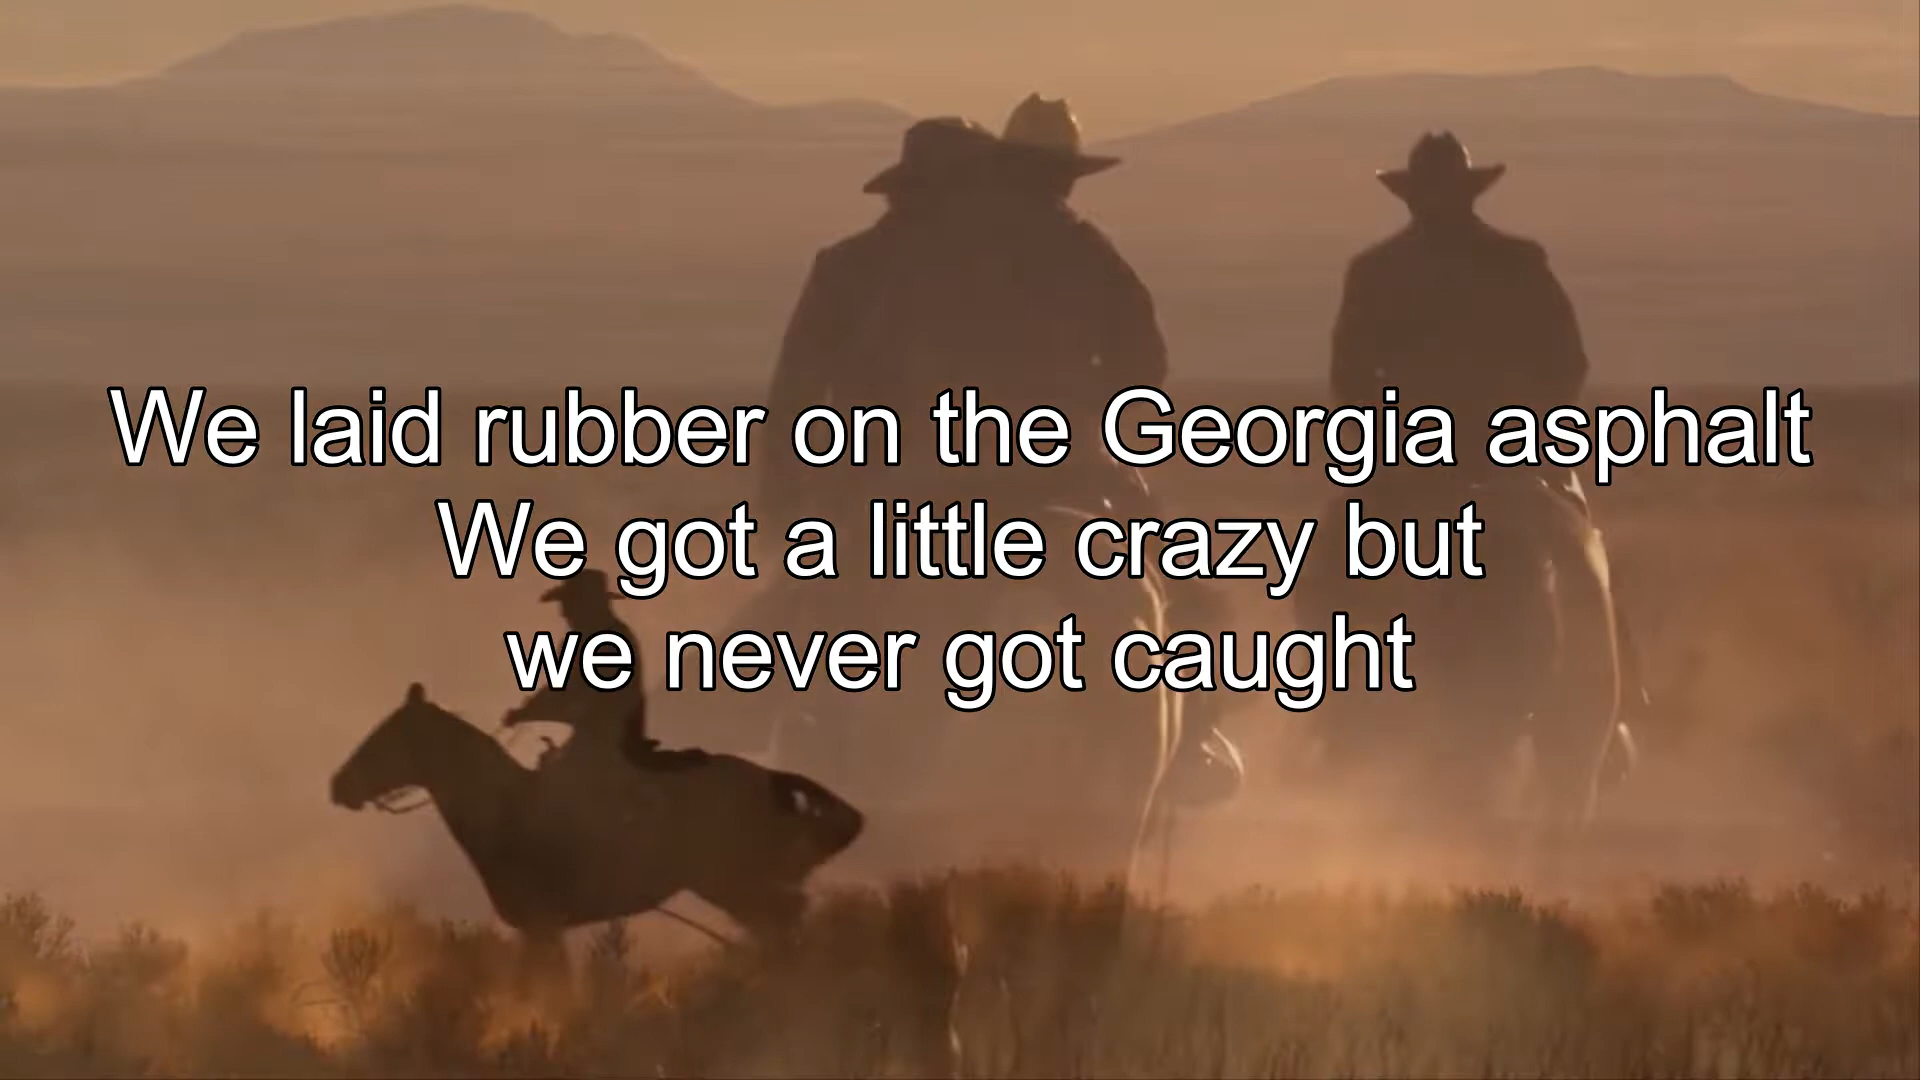 We laid rubber on the Georgia asphalt
We got a little crazy but
we never got caught